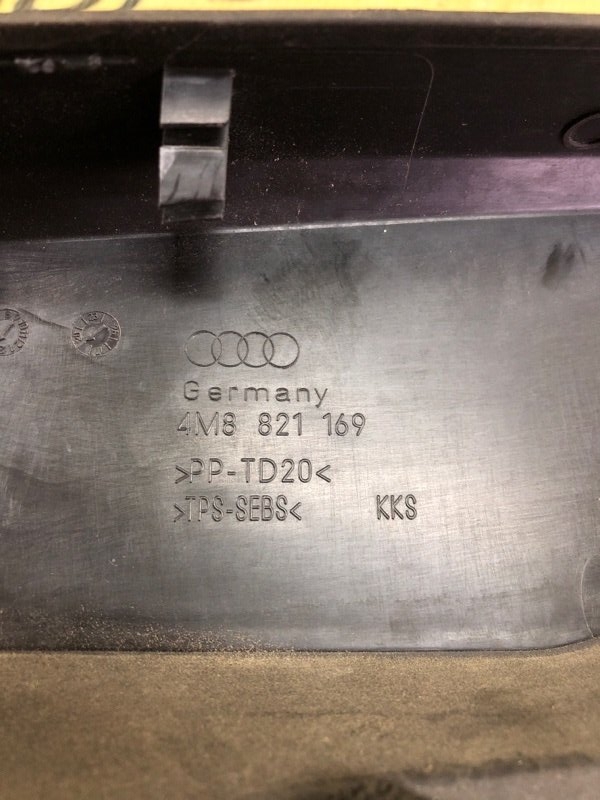 Germany
4M8 821 169
>PP-TD20<
>TPS-SEBS< KKS